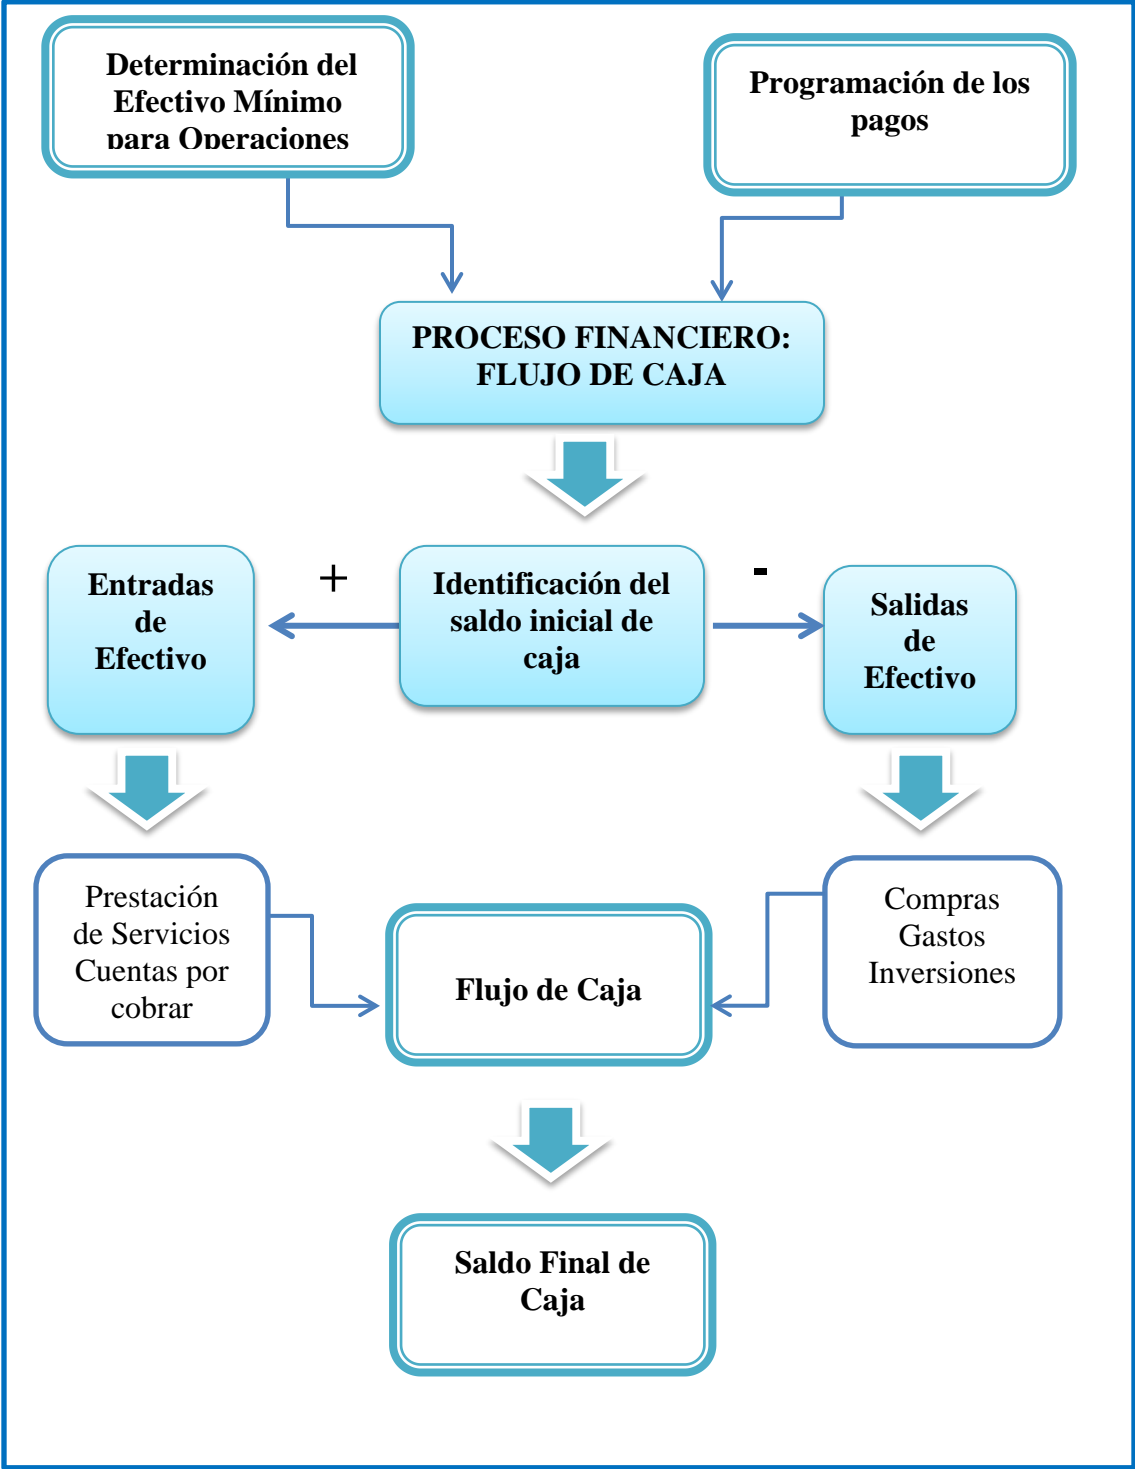 Determinación del
Efectivo Mínimo
para Operaciones
Programación de los
pagos
PROCESO FINANCIERO:
FLUJO DE CAJA
Entradas
de
Efectivo
+
Identificación del
saldo inicial de
caja
-
Salidas
de
Efectivo
Prestación
de Servicios
Cuentas por
cobrar
Flujo de Caja
Compras
Gastos
Inversiones
Saldo Final de
Caja